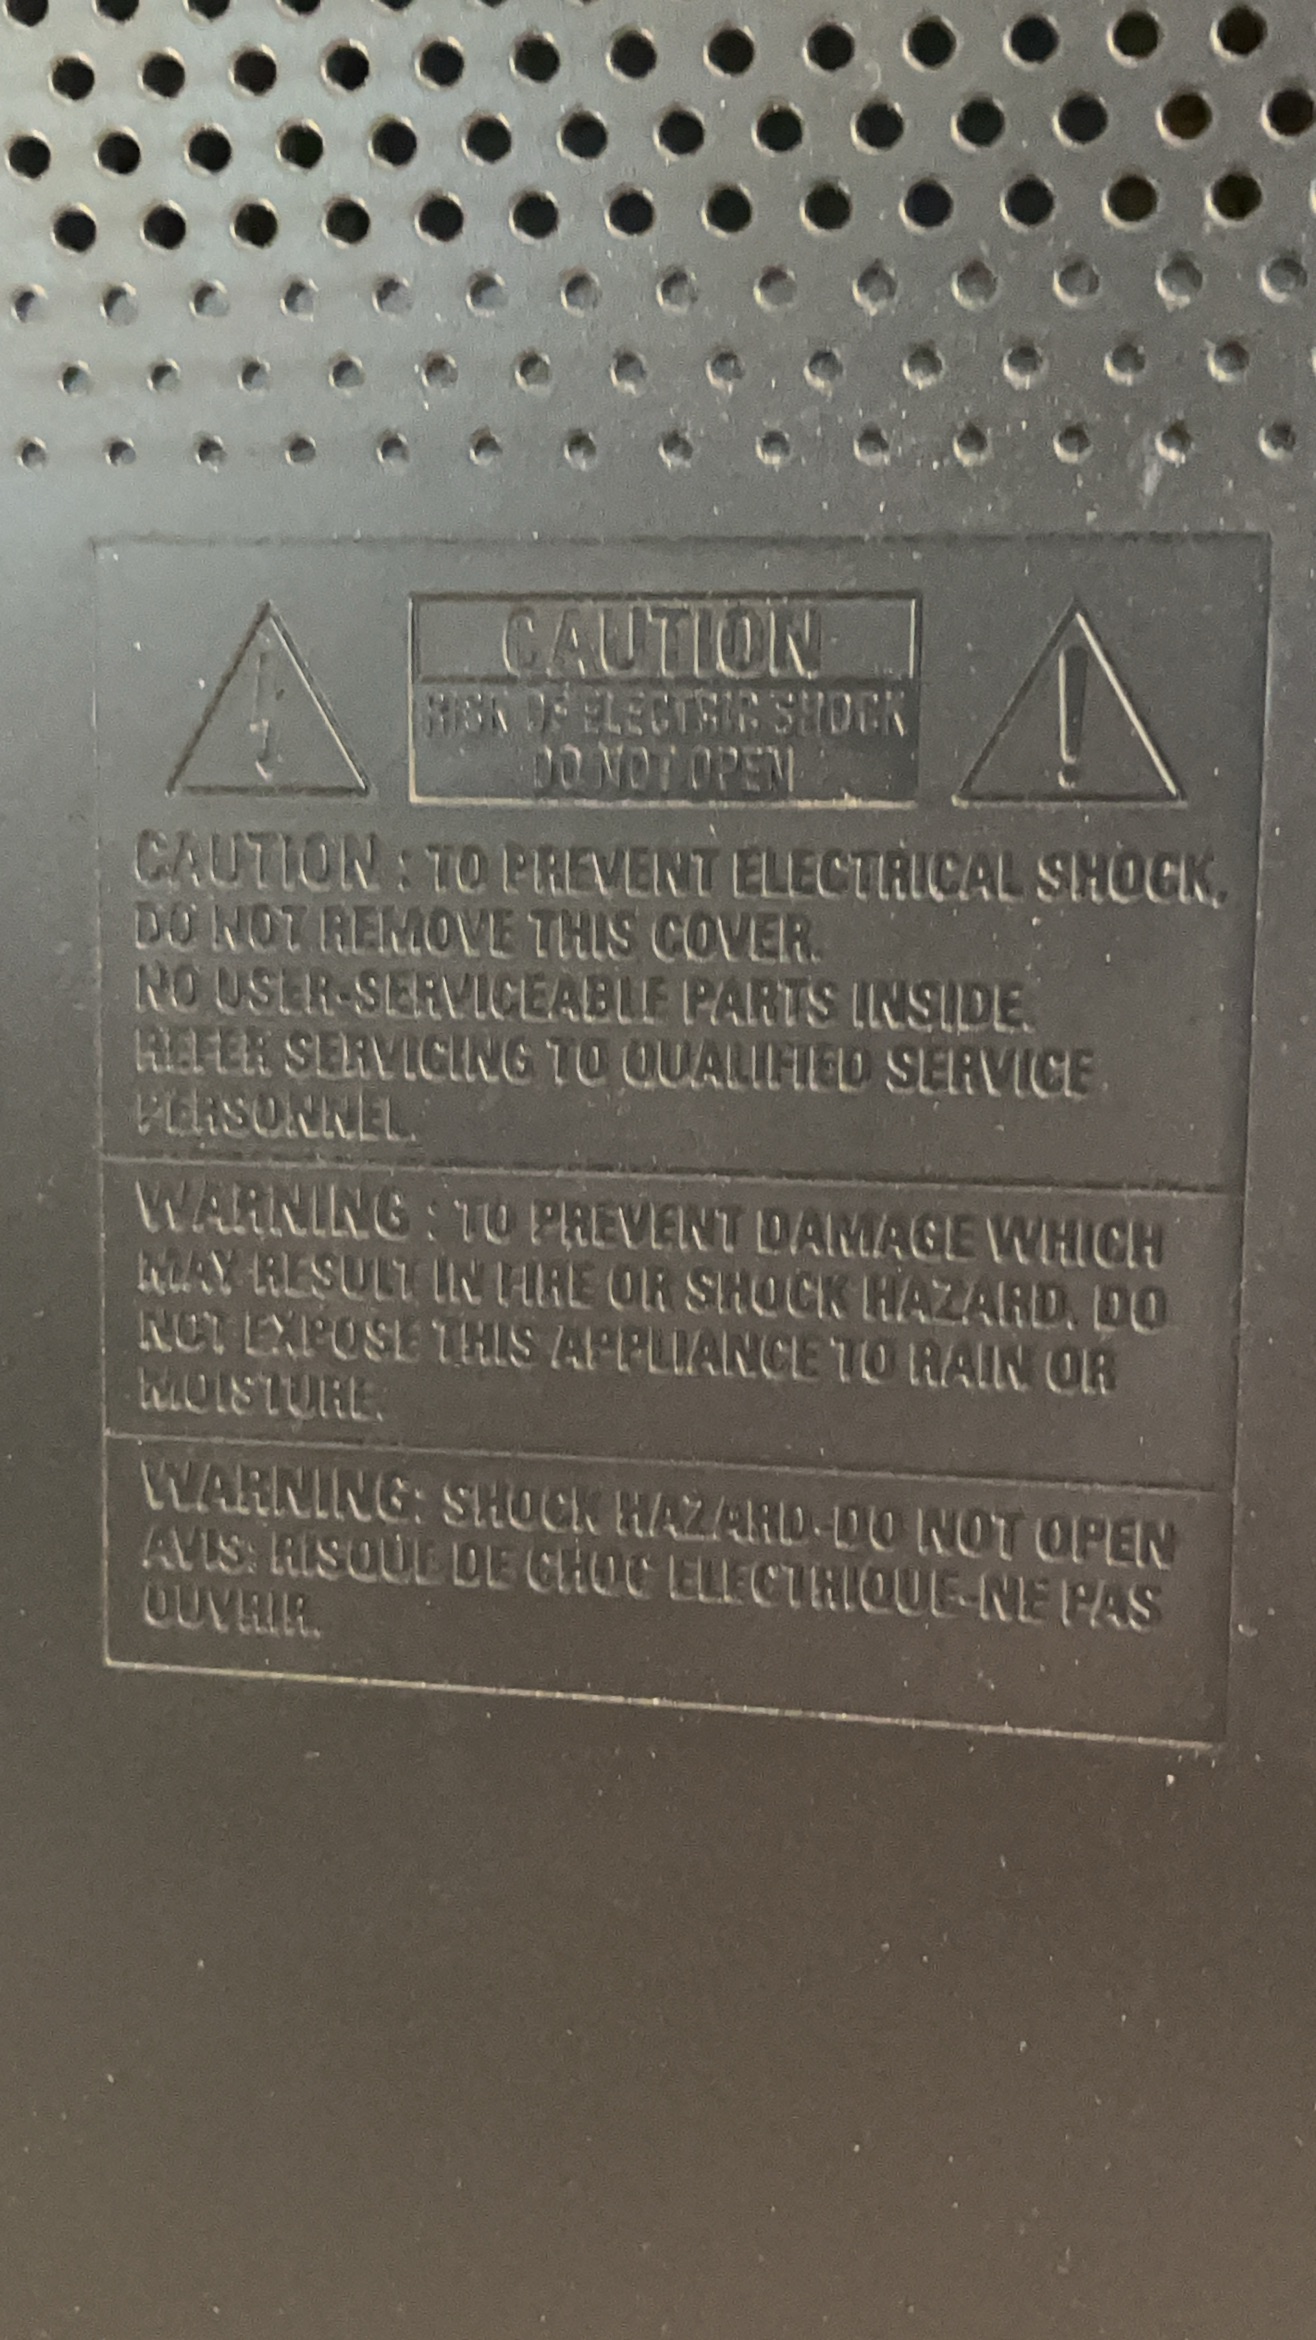 CAUTION
RISK OF ELECTRIC SHOCK
DO NOT OPEN
CAUTION : TO PREVENT ELECTRICAL SHOCK,
DO NOT REMOVE THIS COVER.
NO USER-SERVICEABLE PARTS INSIDE.
REFER SERVICING TO QUALIFIED SERVICE
PERSONNEL.
WARNING : TO PREVENT DAMAGE WHICH
MAY RESULT IN FIRE OR SHOCK HAZARD. DO
NOT EXPOSE THIS APPLIANCE TO RAIN OR
MOISTURE.
WARNING: SHOCK HAZARD-DO NOT OPEN
AVIS: RISQUE DE CHOC ELECTRIQUE-NE PAS
OUVRIR.